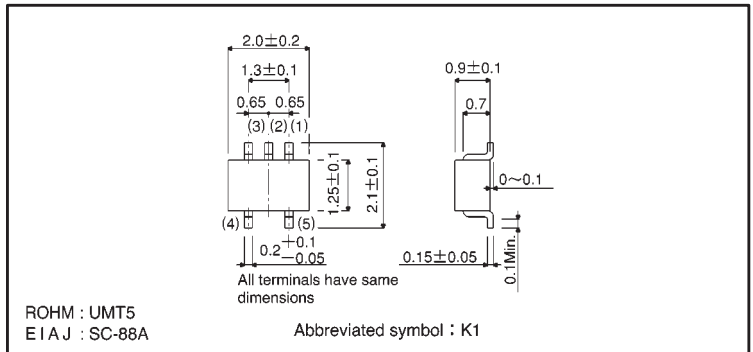 2.0±0.2
1.3±0.1
0.65 0.65
(3) (2) (1)
1.25±0.1
2.1±0.1
(4) (5)
0.2 +0.1 −0.05
All terminals have same
dimensions
0.9±0.1
0.7
0~0.1
0.15±0.05
0.1Min.
ROHM : UMT5
EIAJ : SC-88A
Abbreviated symbol : K1